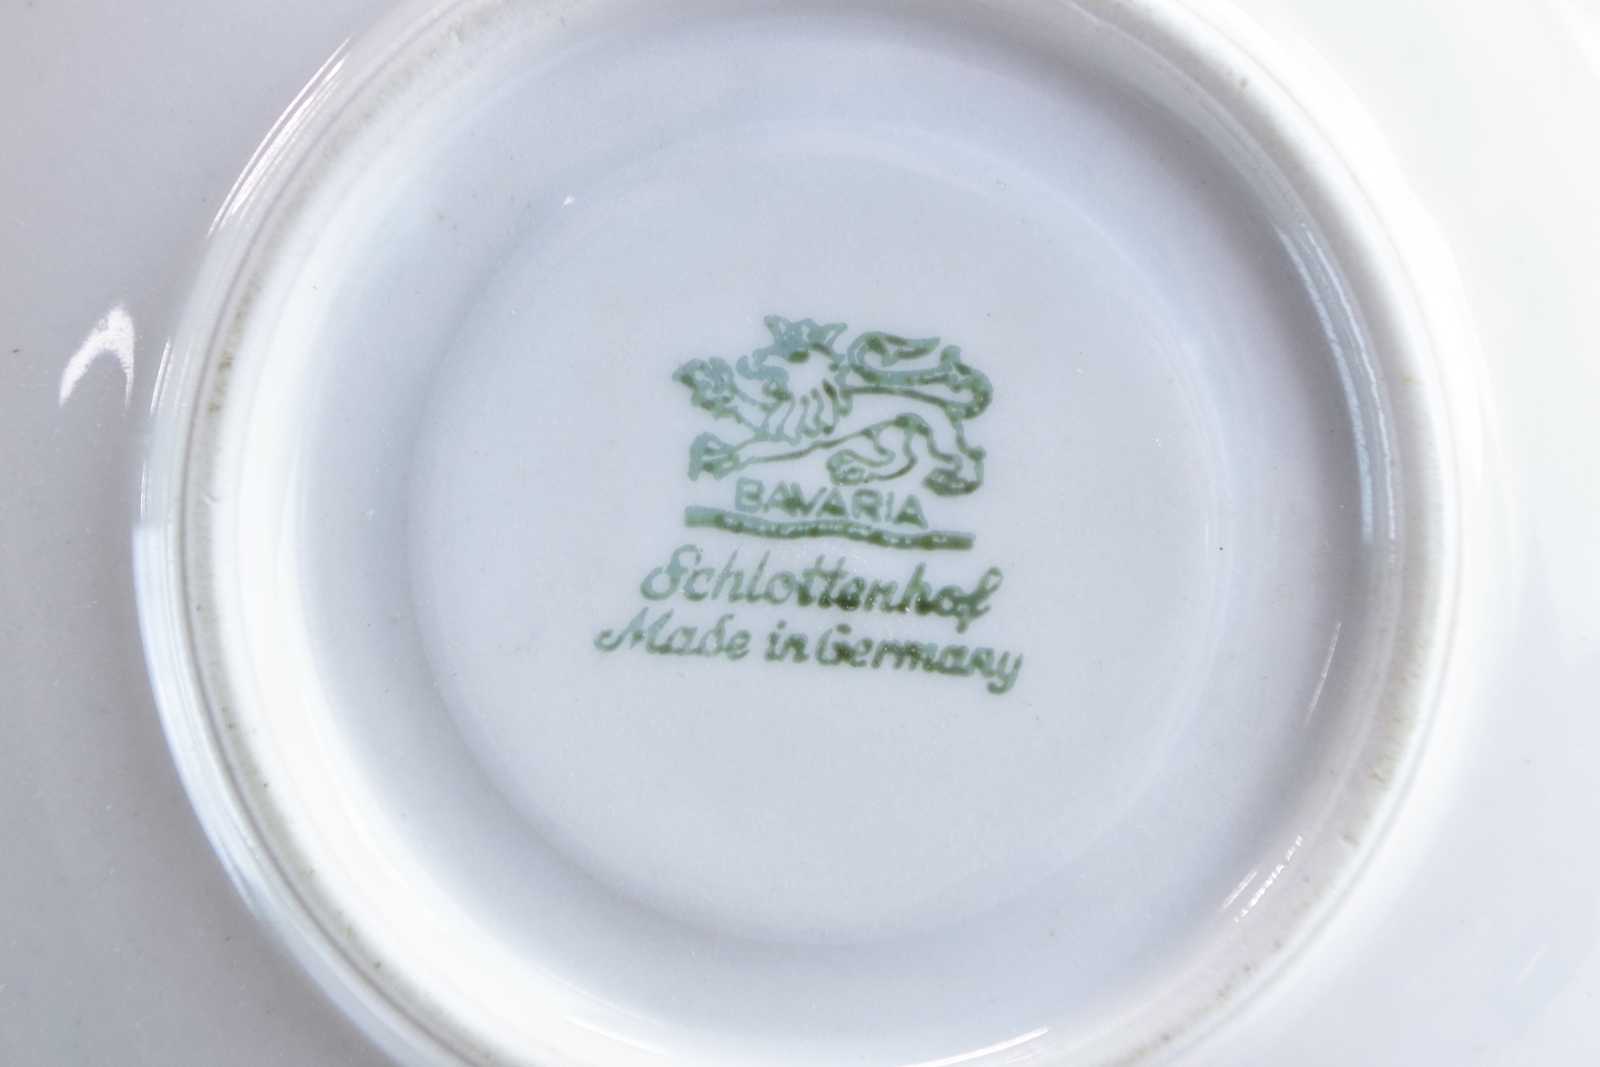 BAVARIA
Schlottenhof
Made in Germany